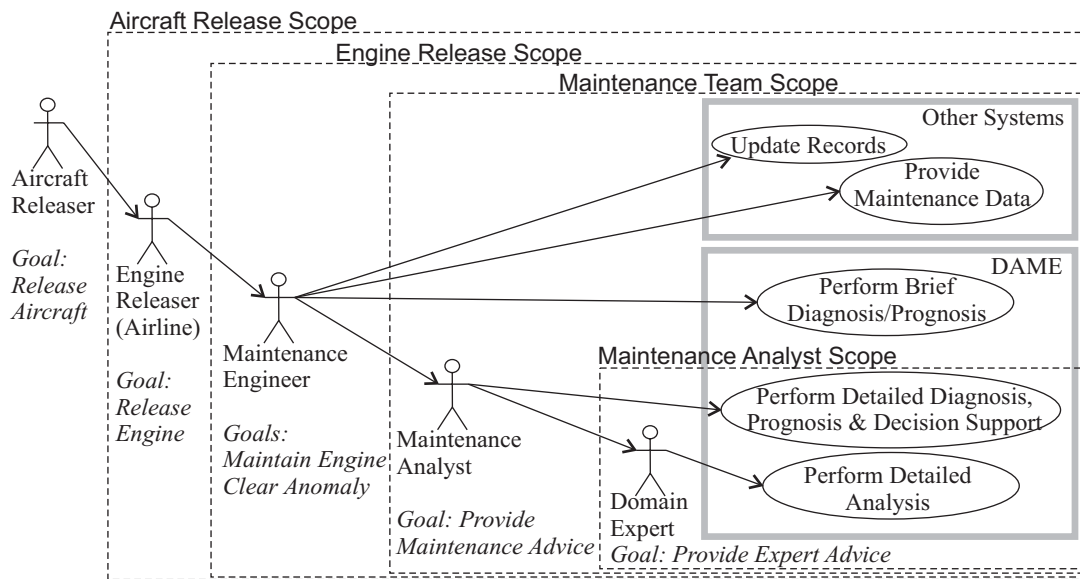 Aircraft Release Scope
Engine Release Scope
Maintenance Team Scope
Other Systems
Update Records
Provide
Maintenance Data
Aircraft
Releaser
Goal:
Release
Aircraft
Engine
Releaser
(Airline)
Goal:
Release
Engine
Maintenance
Engineer
Goals:
Maintain Engine
Clear Anomaly
DAME
Perform Brief
Diagnosis/Prognosis
Maintenance Analyst Scope
Perform Detailed Diagnosis,
Prognosis & Decision Support
Maintenance
Analyst
Goal: Provide
Maintenance Advice
Perform Detailed
Analysis
Domain
Expert
Goal: Provide Expert Advice